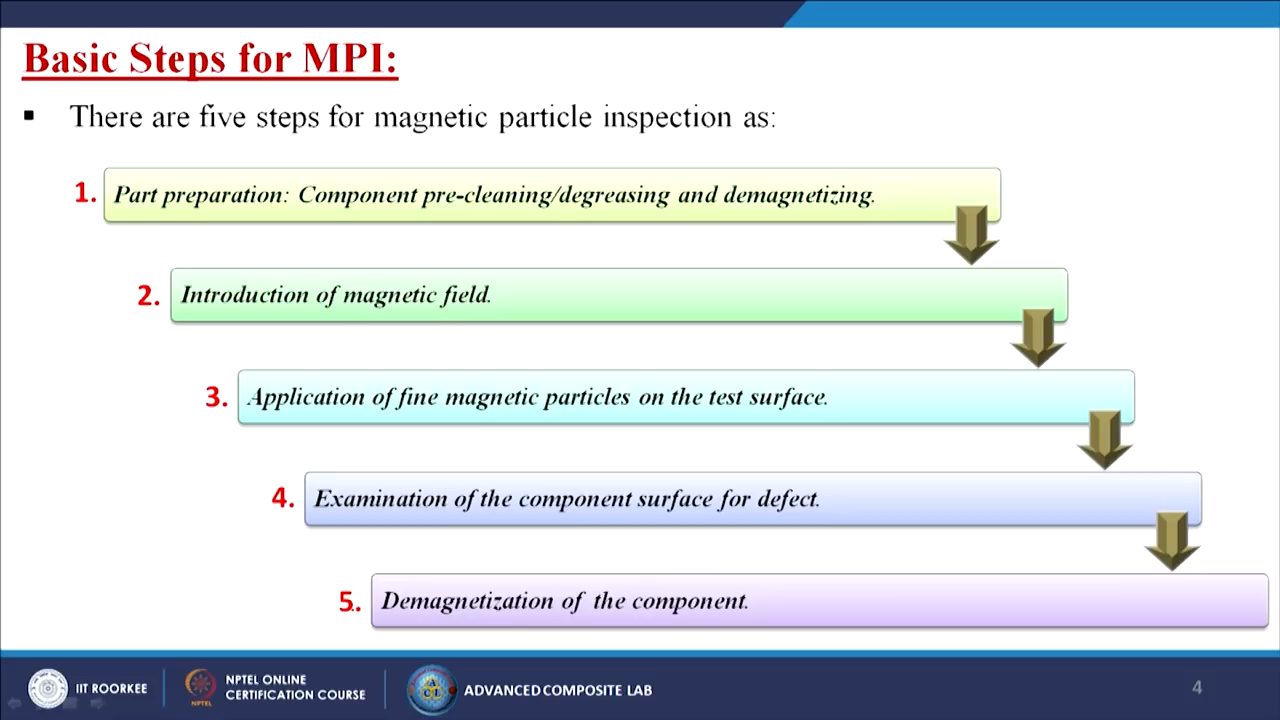 Basic Steps for MPI:
▪ There are five steps for magnetic particle inspection as:
1. Part preparation: Component pre-cleaning/degreasing and demagnetizing.
2. Introduction of magnetic field.
3. Application of fine magnetic particles on the test surface.
4. Examination of the component surface for defect.
5. Demagnetization of the component.
IIT ROORKEE
NPTEL
NPTEL ONLINE
CERTIFICATION COURSE
ADVANCED COMPOSITE LAB
4